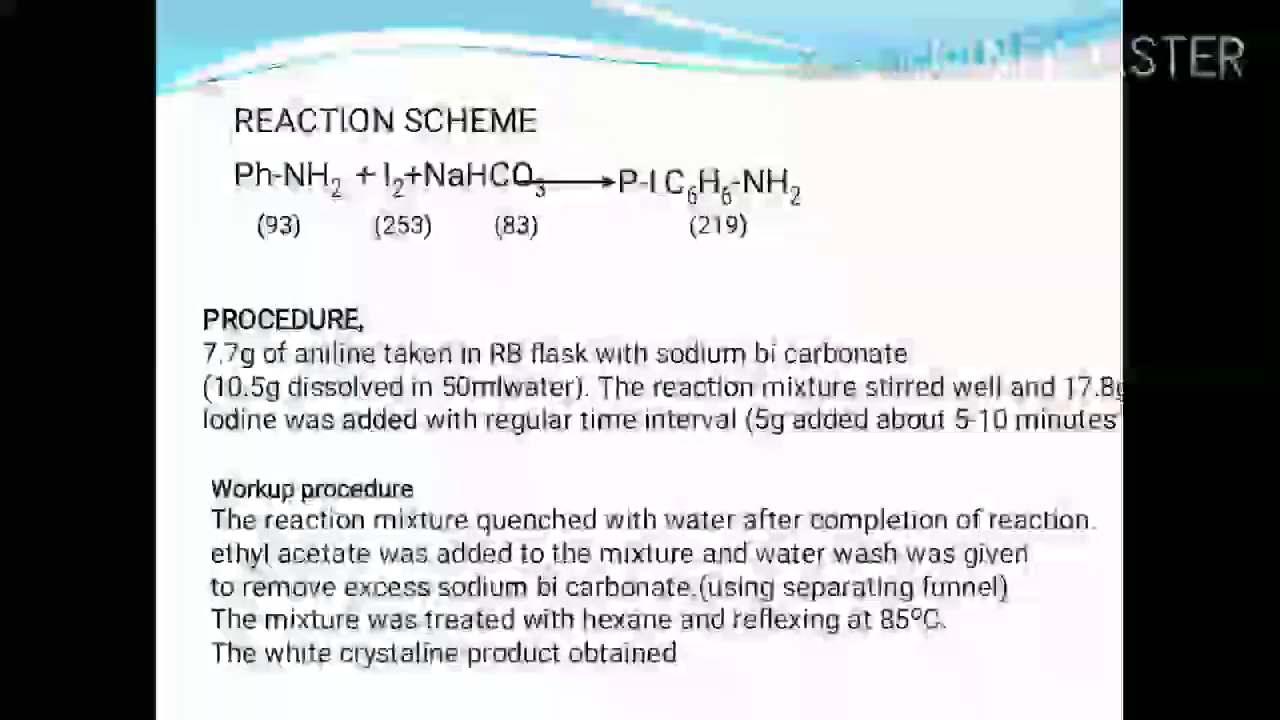 STER
REACTION SCHEME
Ph-NH2 + I2+NaHCO3 → P-I C6H6-NH2
(93) (253) (83) (219)
PROCEDURE,
7.7g of aniline taken in RB flask with sodium bi carbonate
(10.5g dissolved in 50mlwater). The reaction mixture stirred well and 17.8g
Iodine was added with regular time interval (5g added about 5-10 minutes
Workup procedure
The reaction mixture quenched with water after completion of reaction.
ethyl acetate was added to the mixture and water wash was given
to remove excess sodium bi carbonate.(using separating funnel)
The mixture was treated with hexane and reflexing at 85ºC.
The white crystaline product obtained